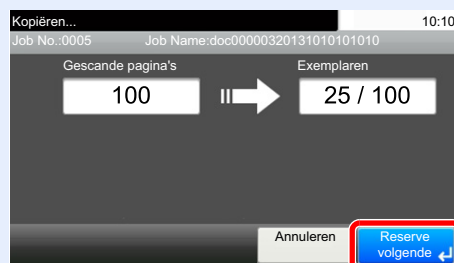 Kopiëren...
10:10
Job No.:0005 Job Name:doc00000320131010101010
Gescande pagina's
Exemplaren
100
25 / 100
Annuleren
Reserve
volgende